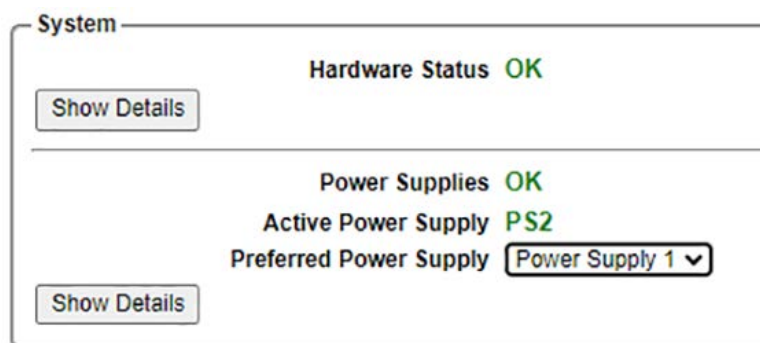 System
Hardware Status OK
Show Details
Power Supplies OK
Active Power Supply PS2
Preferred Power Supply Power Supply 1
Show Details